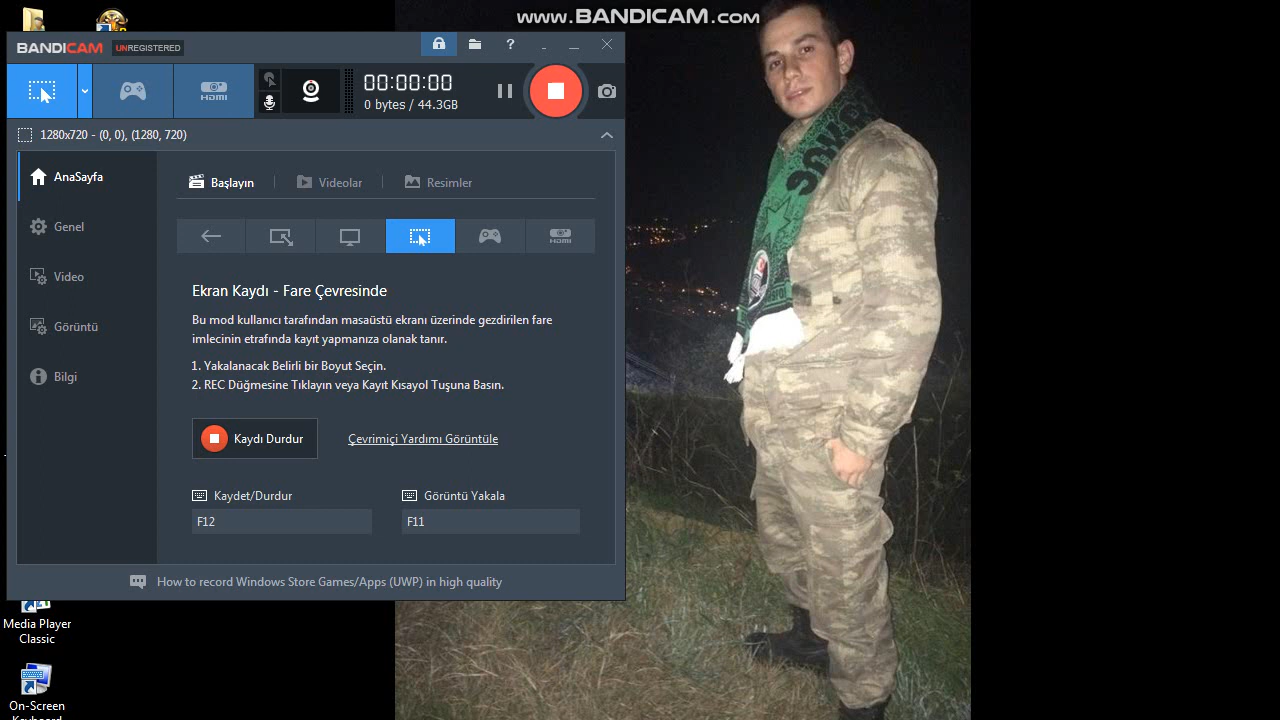 www.BANDICAM.com
BANDICAM UNREGISTERED
?
HDMI
00:00:00
0 bytes / 44.3GB
1280x720 - (0, 0), (1280, 720)
AnaSayfa
Genel
Video
Görüntü
Bilgi
Başlayın
Videolar
Resimler
HDMI
Ekran Kaydı - Fare Çevresinde
Bu mod kullanıcı tarafından masaüstü ekranı üzerinde gezdirilen fare
imlecinin etrafında kayıt yapmanıza olanak tanır.
1. Yakalanacak Belirli bir Boyut Seçin.
2. REC Düğmesine Tıklayın veya Kayıt Kısayol Tuşuna Basın.
Kaydı Durdur
Çevrimiçi Yardımı Görüntüle
Kaydet/Durdur
Görüntü Yakala
F12
F11
How to record Windows Store Games/Apps (UWP) in high quality
Media Player
Classic
On-Screen
Keyboard